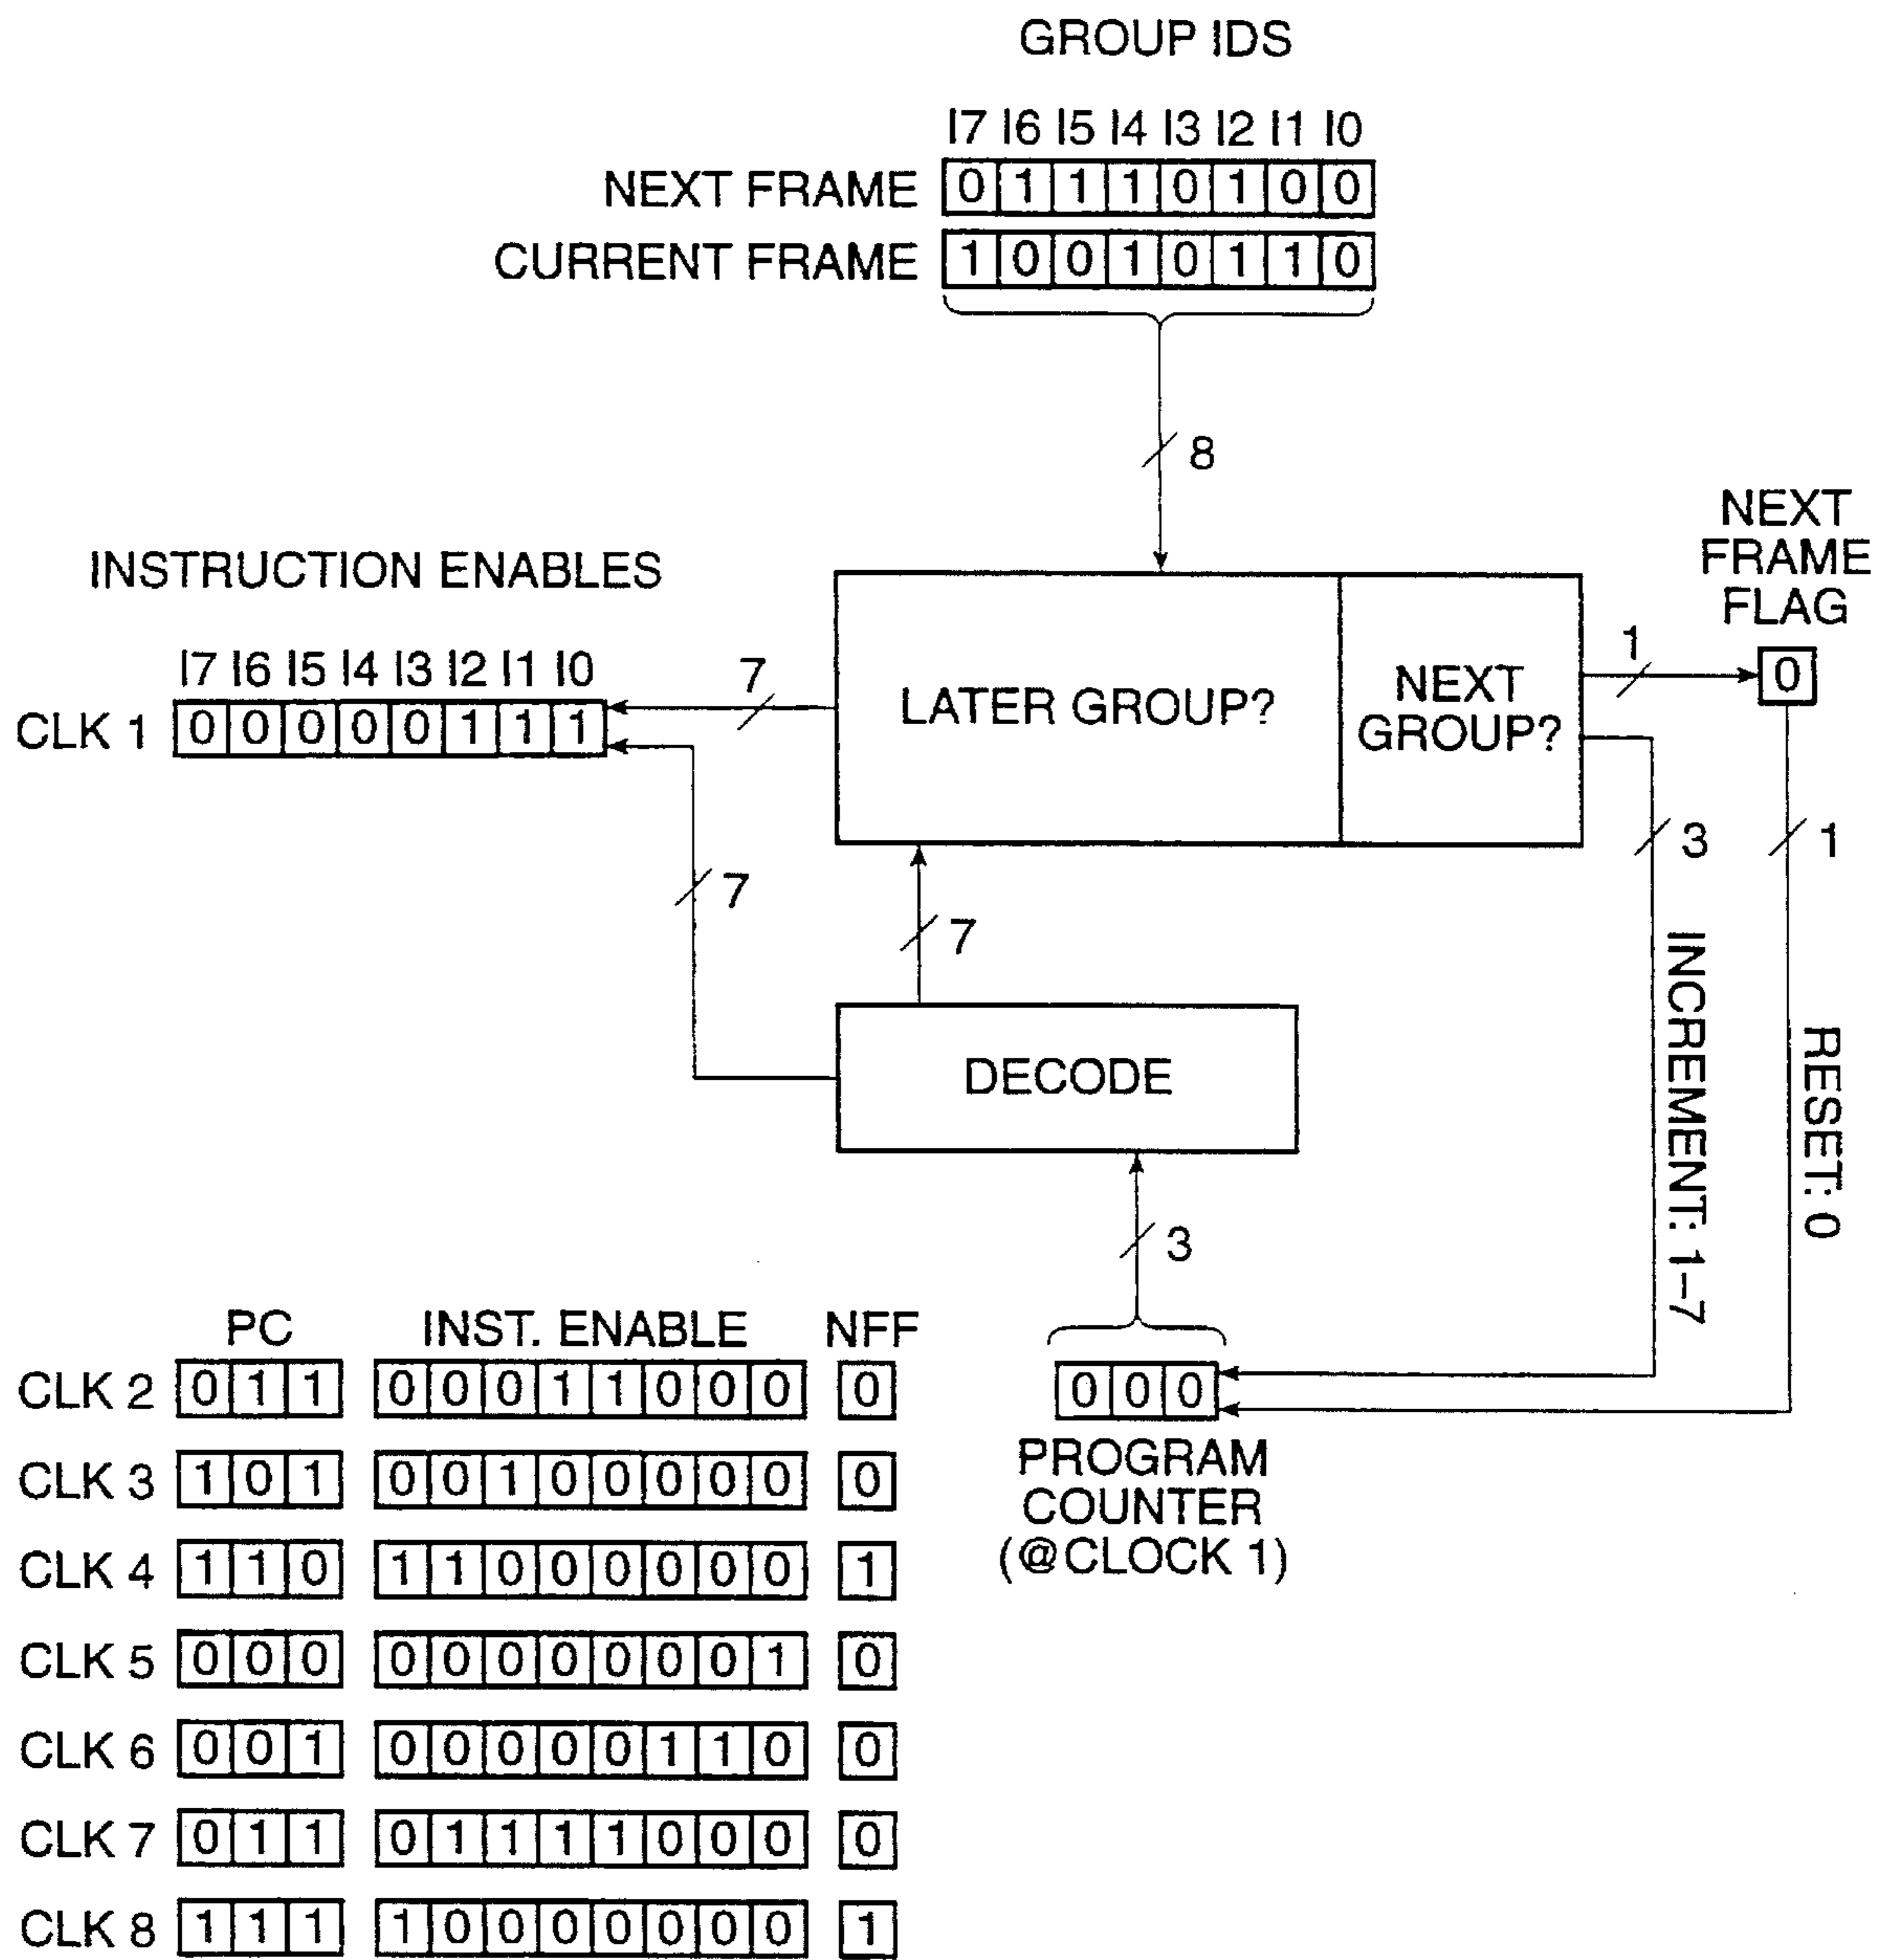 GROUP IDS
I7 I6 I5 I4 I3 I2 I1 I0
NEXT FRAME 0 1 1 1 0 1 0 0
CURRENT FRAME 1 0 0 1 0 1 1 0
8
NEXT
FRAME
FLAG
INSTRUCTION ENABLES
I7 I6 I5 I4 I3 I2 I1 I0
CLK 1 0 0 0 0 0 1 1 1
7
LATER GROUP?
NEXT
GROUP?
1
0
7
7
3
1
INCREMENT: 1–7
RESET: 0
DECODE
3
PC INST. ENABLE NFF
CLK 2 0 1 1 0 0 0 1 1 0 0 0 0
CLK 3 1 0 1 0 0 1 0 0 0 0 0 0
CLK 4 1 1 0 1 1 0 0 0 0 0 0 1
CLK 5 0 0 0 0 0 0 0 0 0 0 1 0
CLK 6 0 0 1 0 0 0 0 0 1 1 0 0
CLK 7 0 1 1 0 1 1 1 1 0 0 0 0
CLK 8 1 1 1 1 0 0 0 0 0 0 0 1
0 0 0
PROGRAM
COUNTER
(@CLOCK 1)